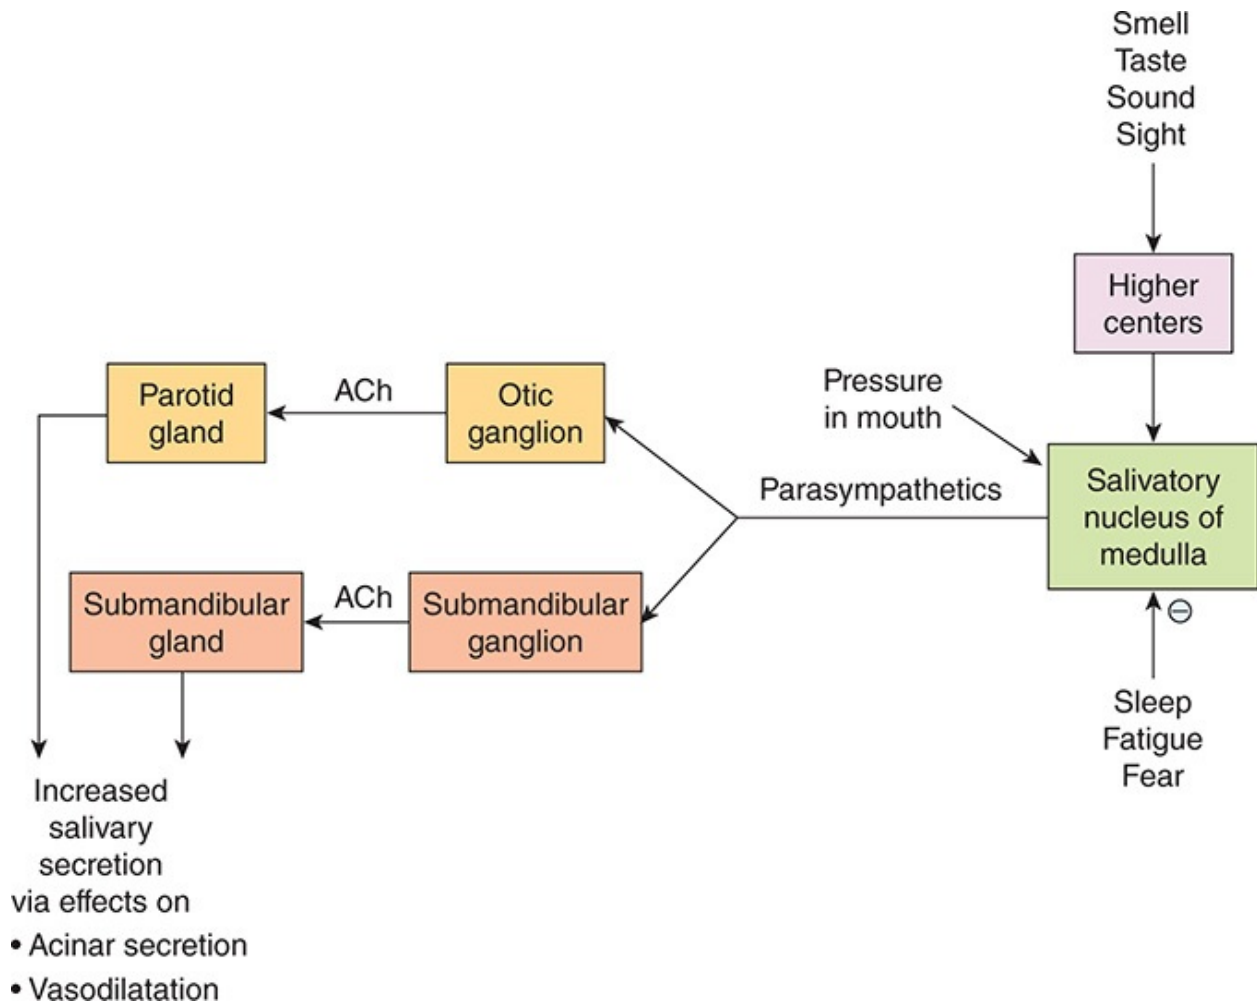 Smell
Taste
Sound
Sight
Higher
centers
Pressure
in mouth
Parotid
gland
ACh
Otic
ganglion
Parasympathetics
Salivatory
nucleus of
medulla
Submandibular
gland
ACh
Submandibular
ganglion
⊖
Sleep
Fatigue
Fear
Increased
salivary
secretion
via effects on
• Acinar secretion
• Vasodilatation